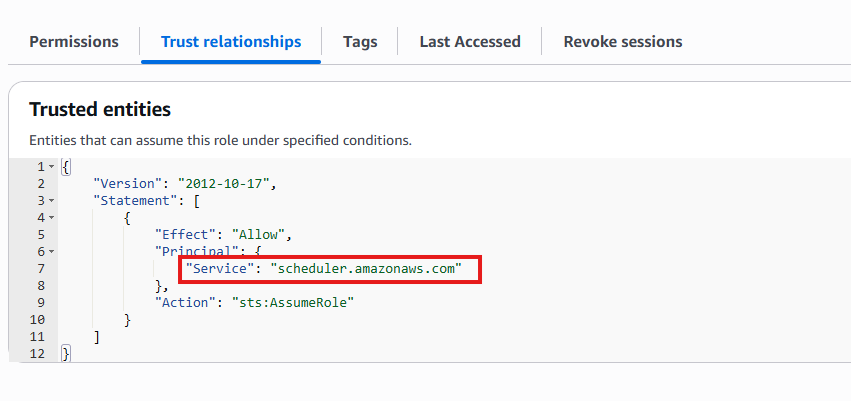 Permissions Trust relationships Tags Last Accessed Revoke sessions
Trusted entities
Entities that can assume this role under specified conditions.
1 {
2     "Version": "2012-10-17",
3     "Statement": [
4         {
5             "Effect": "Allow",
6             "Principal": {
7                 "Service": "scheduler.amazonaws.com"
8             },
9             "Action": "sts:AssumeRole"
10         }
11     ]
12 }